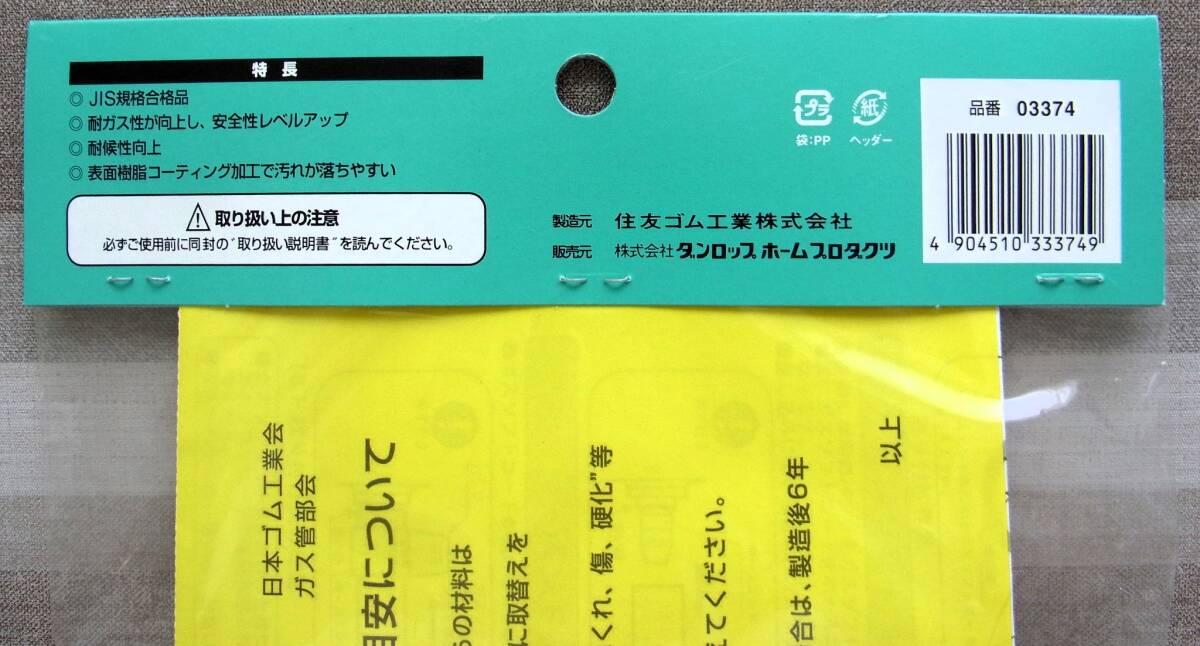 特長
◎ JIS規格合格品
◎ 耐ガス性が向上し、安全性レベルアップ
◎ 耐候性向上
◎ 表面樹脂コーティング加工で汚れが落ちやすい
取り扱い上の注意
必ずご使用前に同封の"取り扱い説明書"を読んでください。
プラ
袋:PP
紙
ヘッダー
製造元 住友ゴム工業株式会社
販売元 株式会社 ダンロップ ホームプロダクツ
品番 03374
4 904510 333749
日本ゴム工業会
ガス管部会
目安について
の材料は
に取替えを
くれ、傷、硬化"等
えてください。
合は、製造後6年
以上